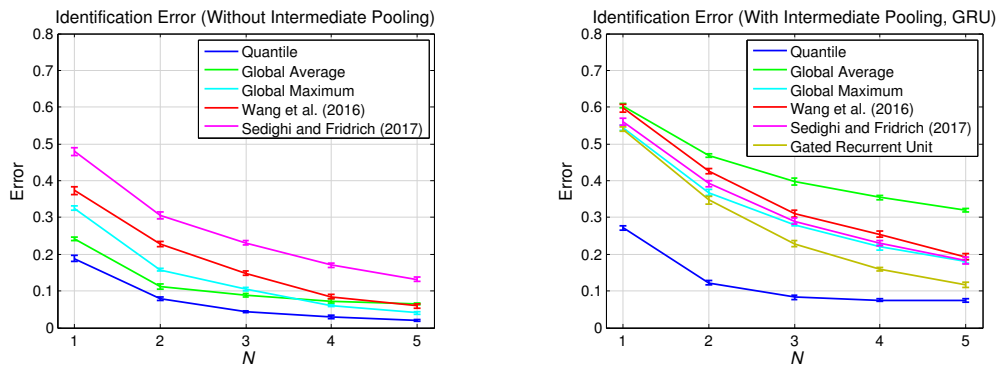 Identification Error (Without Intermediate Pooling)
0.8
0.7
0.6
0.5
0.4
0.3
0.2
0.1
0
Error
Quantile
Global Average
Global Maximum
Wang et al. (2016)
Sedighi and Fridrich (2017)
1 2 3 4 5
N
Identification Error (With Intermediate Pooling, GRU)
0.8
0.7
0.6
0.5
0.4
0.3
0.2
0.1
0
Error
Quantile
Global Average
Global Maximum
Wang et al. (2016)
Sedighi and Fridrich (2017)
Gated Recurrent Unit
1 2 3 4 5
N